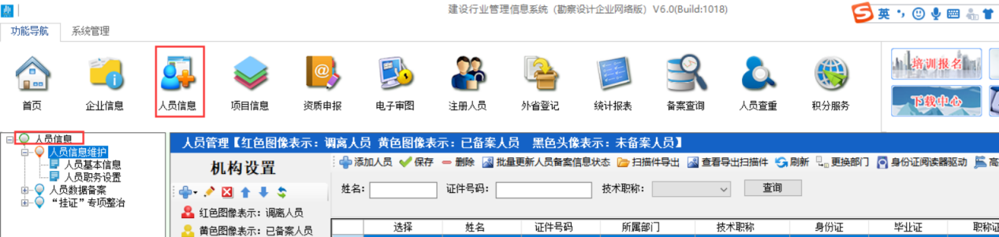 建设行业管理信息系统（勘察设计企业网络版）V6.0(Build:1018)
英
功能导航 系统管理
首页 企业信息 人员信息 项目信息 资质申报 电子审图 注册人员 外省登记 统计报表 备案查询 人员查重 积分服务
培训报名
下载中心
人员信息
人员信息维护
人员基本信息
人员职务设置
人员数据备案
“挂证”专项整治
人员管理【红色图像表示：调离人员 黄色图像表示：已备案人员 黑色头像表示：未备案人员】
机构设置
红色图像表示：调离人员
黄色图像表示：已备案人员
添加人员 保存 删除 批量更新人员备案信息状态 扫描件导出 查看导出扫描件 刷新 更换部门 身份证阅读器驱动 高
姓名： 证件号码： 技术职称： 查询
选择 姓名 证件号码 所属部门 技术职称 身份证 毕业证 职称证